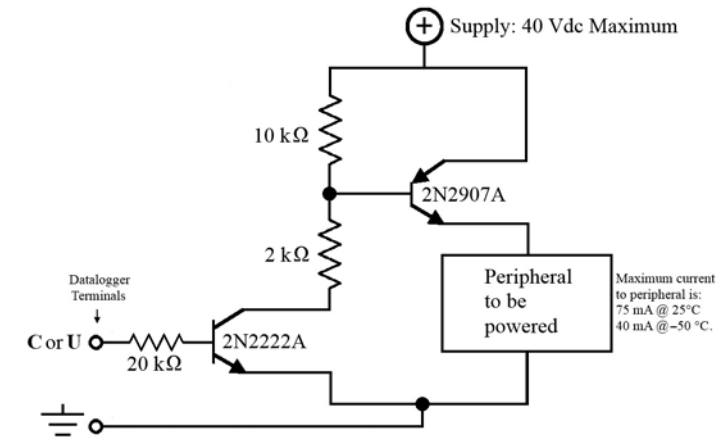 + Supply: 40 Vdc Maximum
10 kΩ
2N2907A
2 kΩ
Peripheral
to be
powered
Maximum current
to peripheral is:
75 mA @ 25°C
40 mA @–50 °C.
Datalogger
Terminals
C or U
20 kΩ
2N2222A